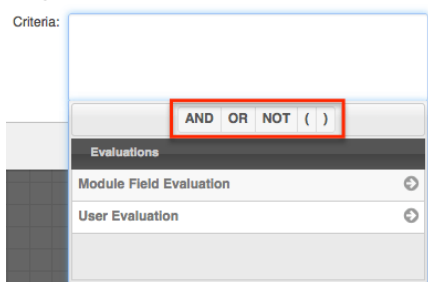 Criteria:
AND OR NOT ( )
Evaluations
Module Field Evaluation
User Evaluation